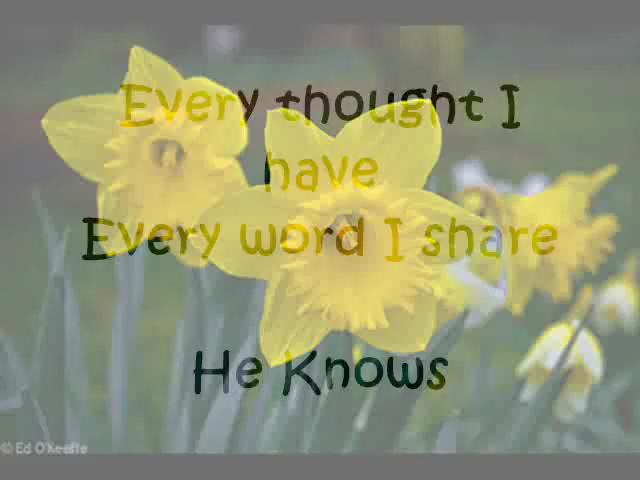 Every thought I
have
Every word I share
He Knows
© Ed O'Keeffe